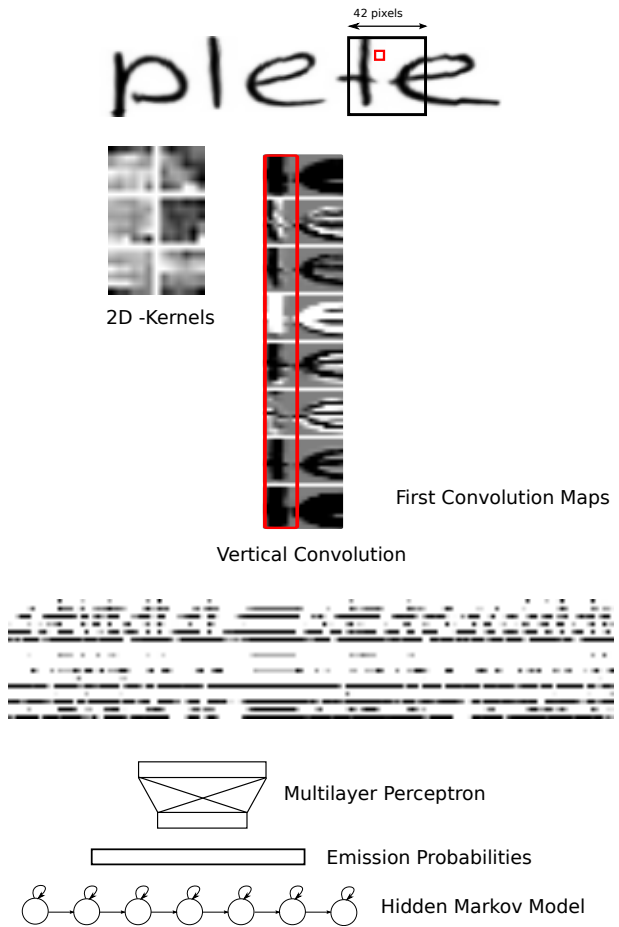 42 pixels
plete
2D -Kernels
First Convolution Maps
Vertical Convolution
Multilayer Perceptron
Emission Probabilities
Hidden Markov Model